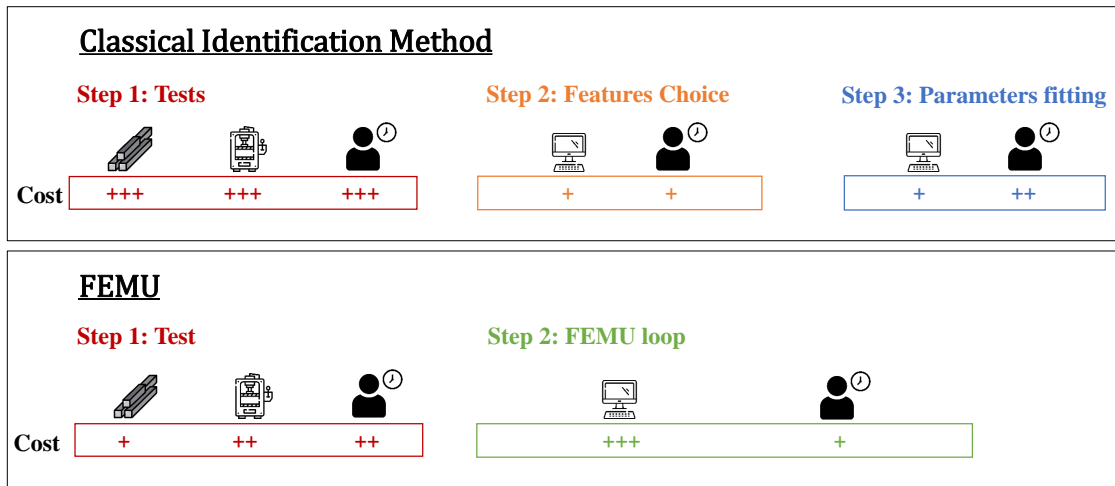 Classical Identification Method
Step 1: Tests Step 2: Features Choice Step 3: Parameters fitting
Cost +++ +++ +++ + + + ++
FEMU
Step 1: Test Step 2: FEMU loop
Cost + ++ ++ +++ +